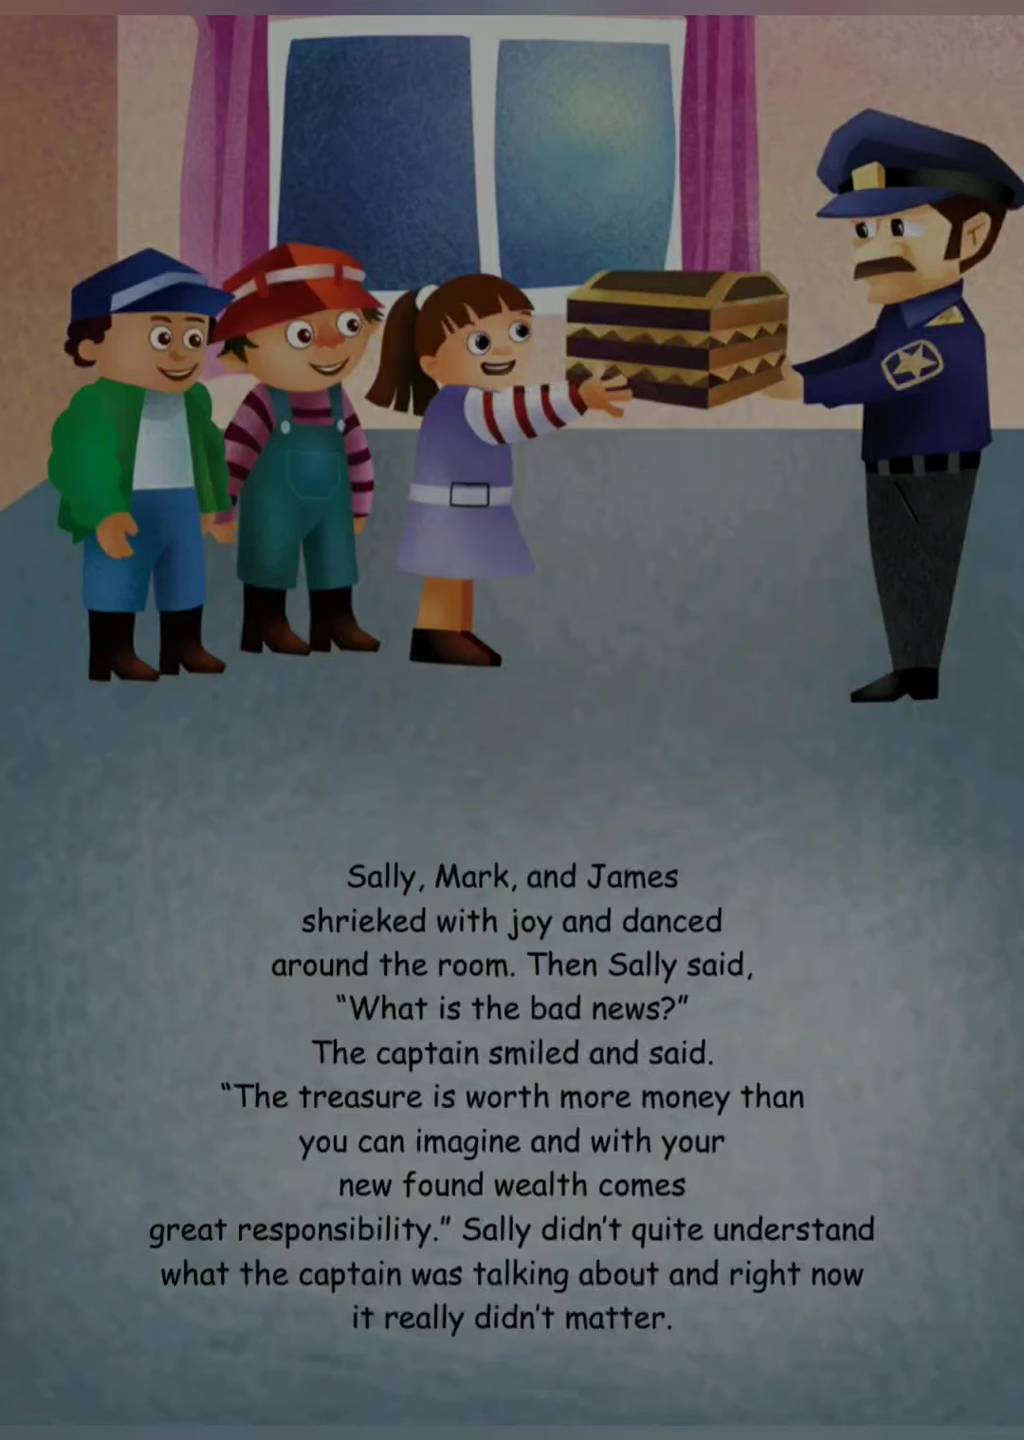 Sally, Mark, and James
shrieked with joy and danced
around the room. Then Sally said,
“What is the bad news?”
The captain smiled and said.
“The treasure is worth more money than
you can imagine and with your
new found wealth comes
great responsibility.” Sally didn’t quite understand
what the captain was talking about and right now
it really didn’t matter.